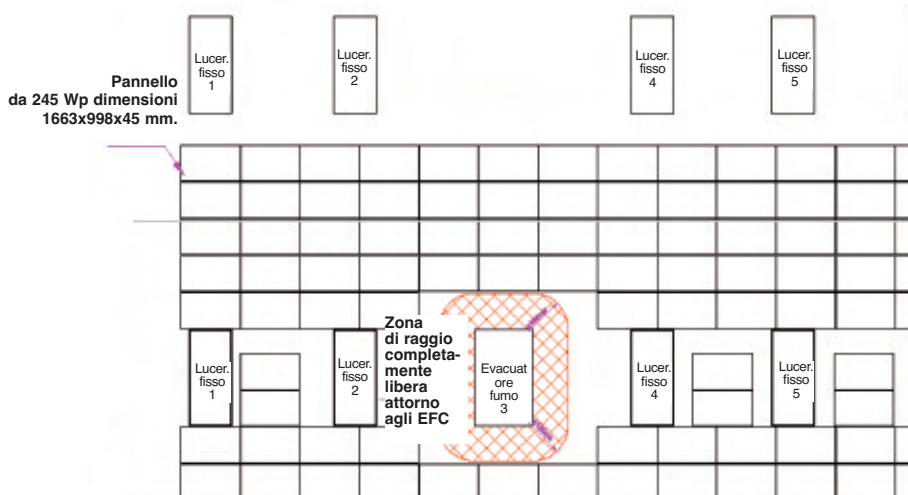 Lucer.
fisso
1
Lucer.
fisso
2
Lucer.
fisso
4
Lucer.
fisso
5
Pannello
da 245 Wp dimensioni
1663x998x45 mm.
Zona
di raggio
completa-
mente
libera
attorno
agli EFC
Lucer.
fisso
1
Lucer.
fisso
2
Evacuat
ore
fumo
3
Lucer.
fisso
4
Lucer.
fisso
5